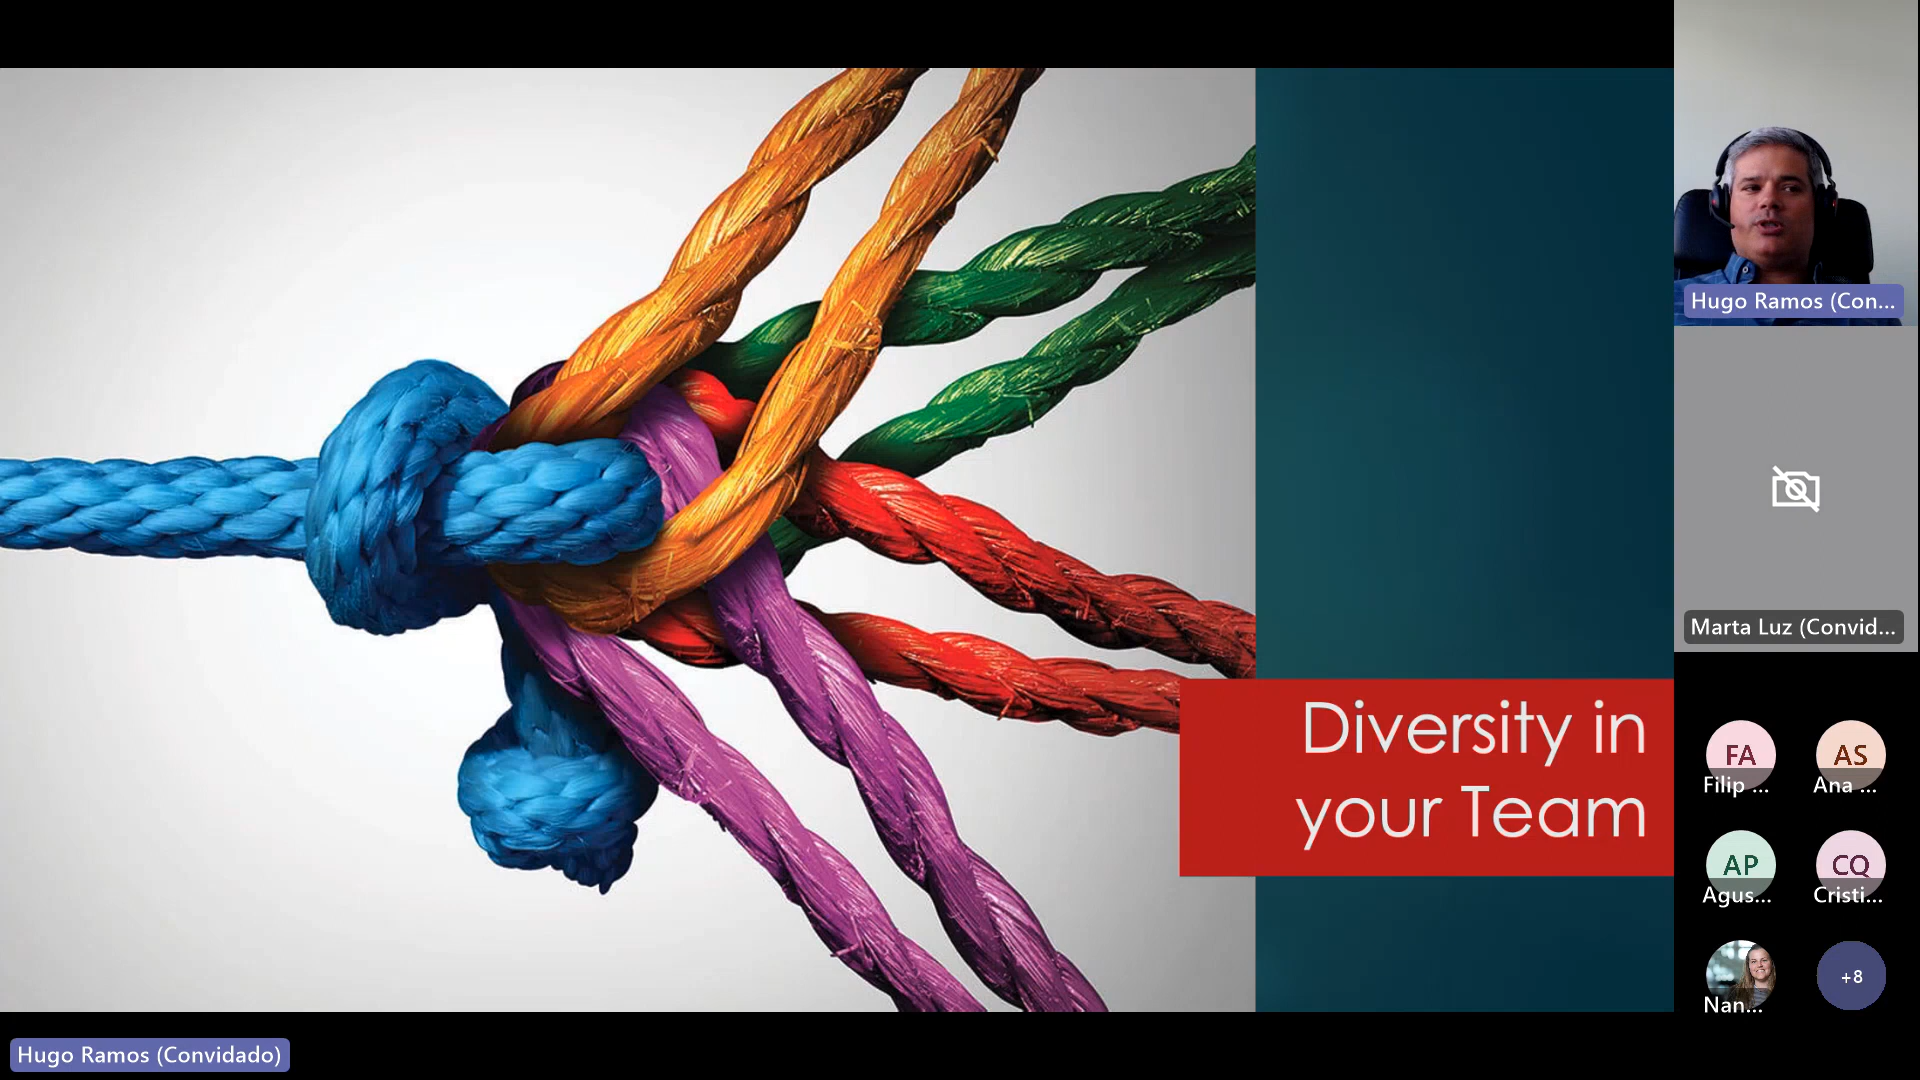 Diversity in
your Team
Hugo Ramos (Con...
Marta Luz (Convid...
FA
Filip ...
AS
Ana ...
AP
Agus...
CQ
Cristi...
Nan...
+8
Hugo Ramos (Convidado)